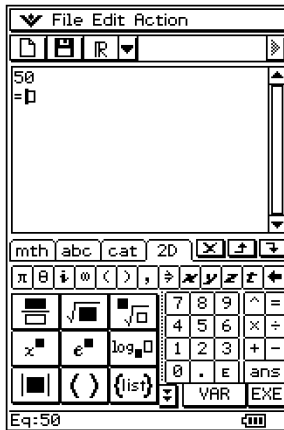 File Edit Action
R
50
=
mth abc cat 2D
π θ i ∞ ( ) , ⇒ x y z t ←
√ √ 7 8 9 ^ =
4 5 6 × ÷
x e log 1 2 3 + −
| | ( ) {list} 0 . E ans
VAR EXE
Eq:50